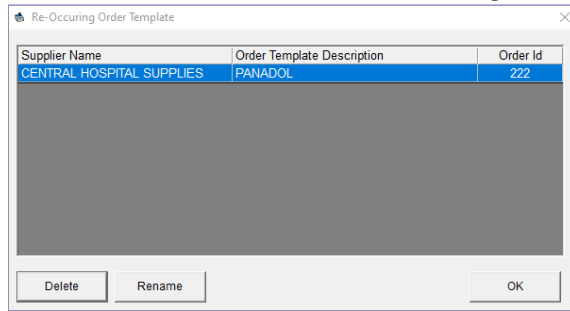 Re-Occuring Order Template
Supplier Name Order Template Description Order Id
CENTRAL HOSPITAL SUPPLIES PANADOL 222
Delete Rename OK